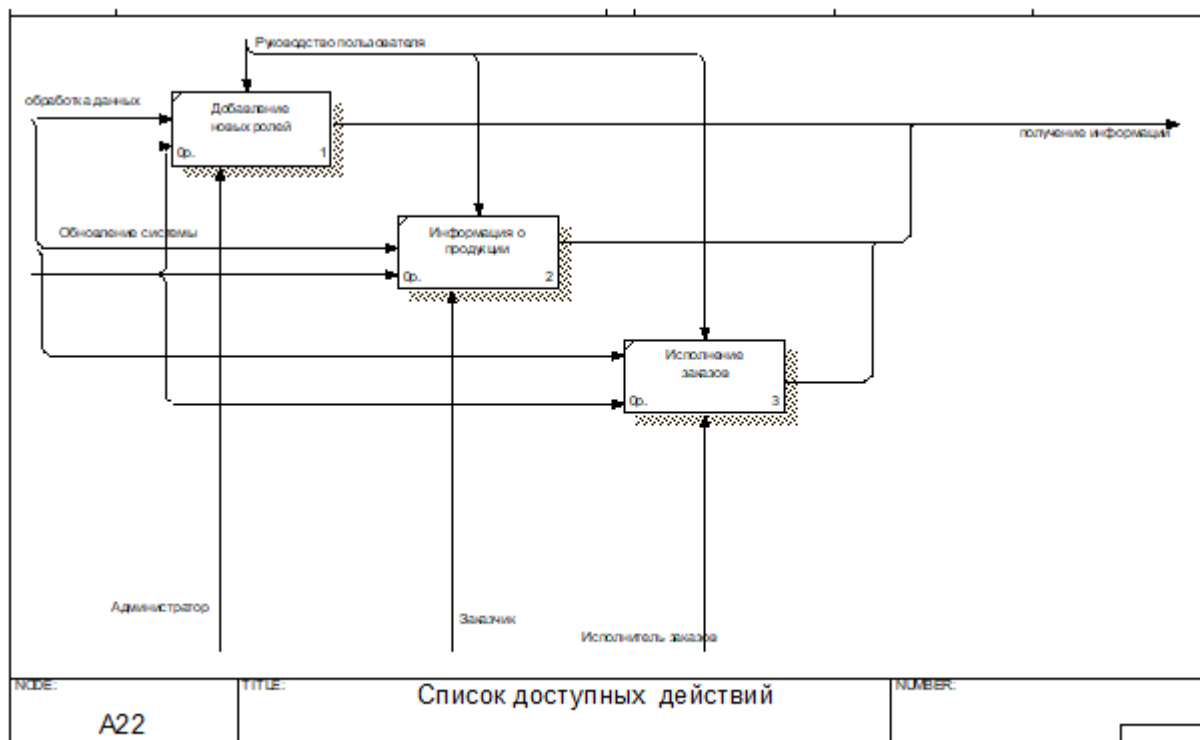 Руководство пользователя
обработка данных
Добавление
новых ролей
0р.
1
получение информации
Обновление системы
Информация о
продукции
0р.
2
Исполнение
заказов
0р.
3
Администратор
Заказчик
Исполнитель заказов
NODE:
TITLE:
Список доступных действий
NUMBER:
A22